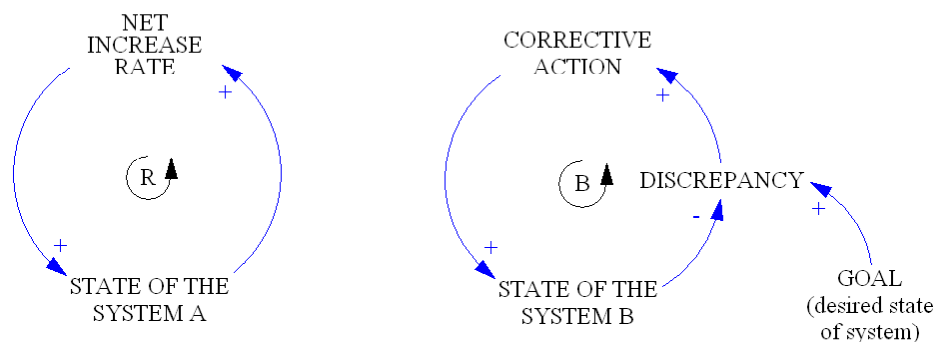 NET
INCREASE
RATE
+
R
+
STATE OF THE
SYSTEM A
CORRECTIVE
ACTION
+
B
DISCREPANCY
-
+
+
STATE OF THE
SYSTEM B
GOAL
(desired state
of system)